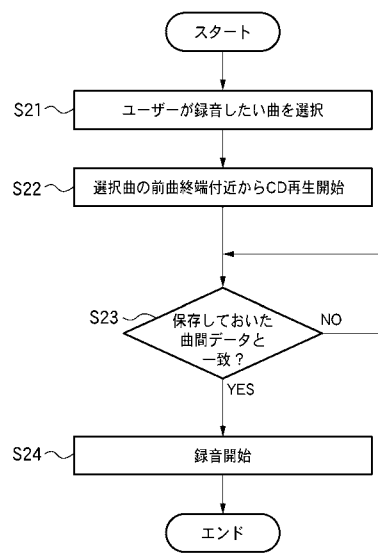 スタート
S21
ユーザーが録音したい曲を選択
S22
選択曲の前曲終端付近からCD再生開始
S23
保存しておいた
曲間データと
一致?
NO
YES
S24
録音開始
エンド